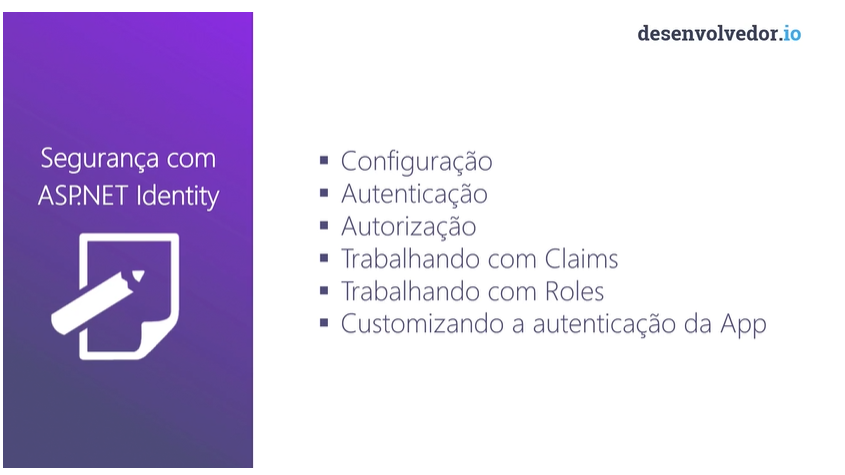 desenvolvedor.io
Segurança com
ASP.NET Identity
Configuração
Autenticação
Autorização
Trabalhando com Claims
Trabalhando com Roles
Customizando a autenticação da App